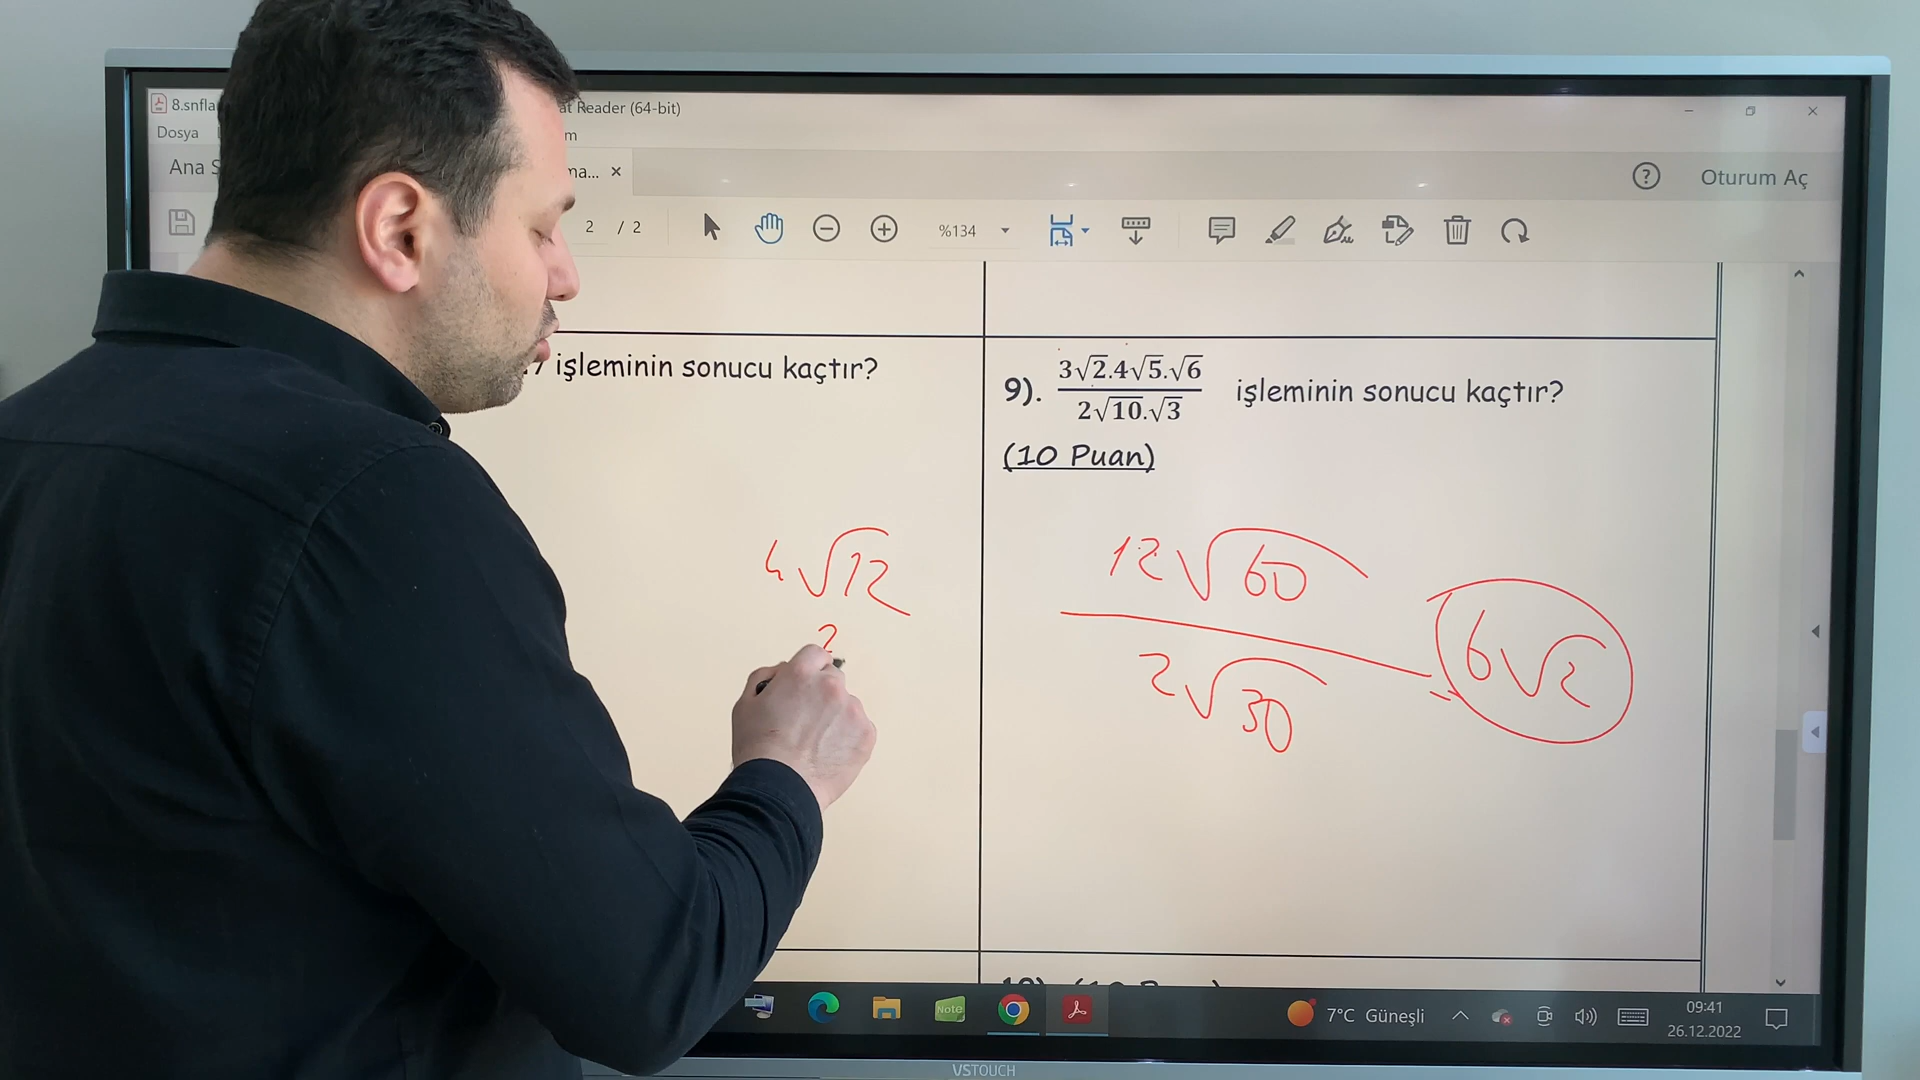 8.snfla
at Reader (64-bit)
Dosya
m
Ana S
ma... ×
Oturum Aç
2 / 2
%134
işleminin sonucu kaçtır?
9). 3√2.4√5.√6 / 2√10.√3 işleminin sonucu kaçtır?
(10 Puan)
4√12
2
12√60
2√30
= 6√2
Note
7°C Güneşli
09:41
26.12.2022
VSTOUCH